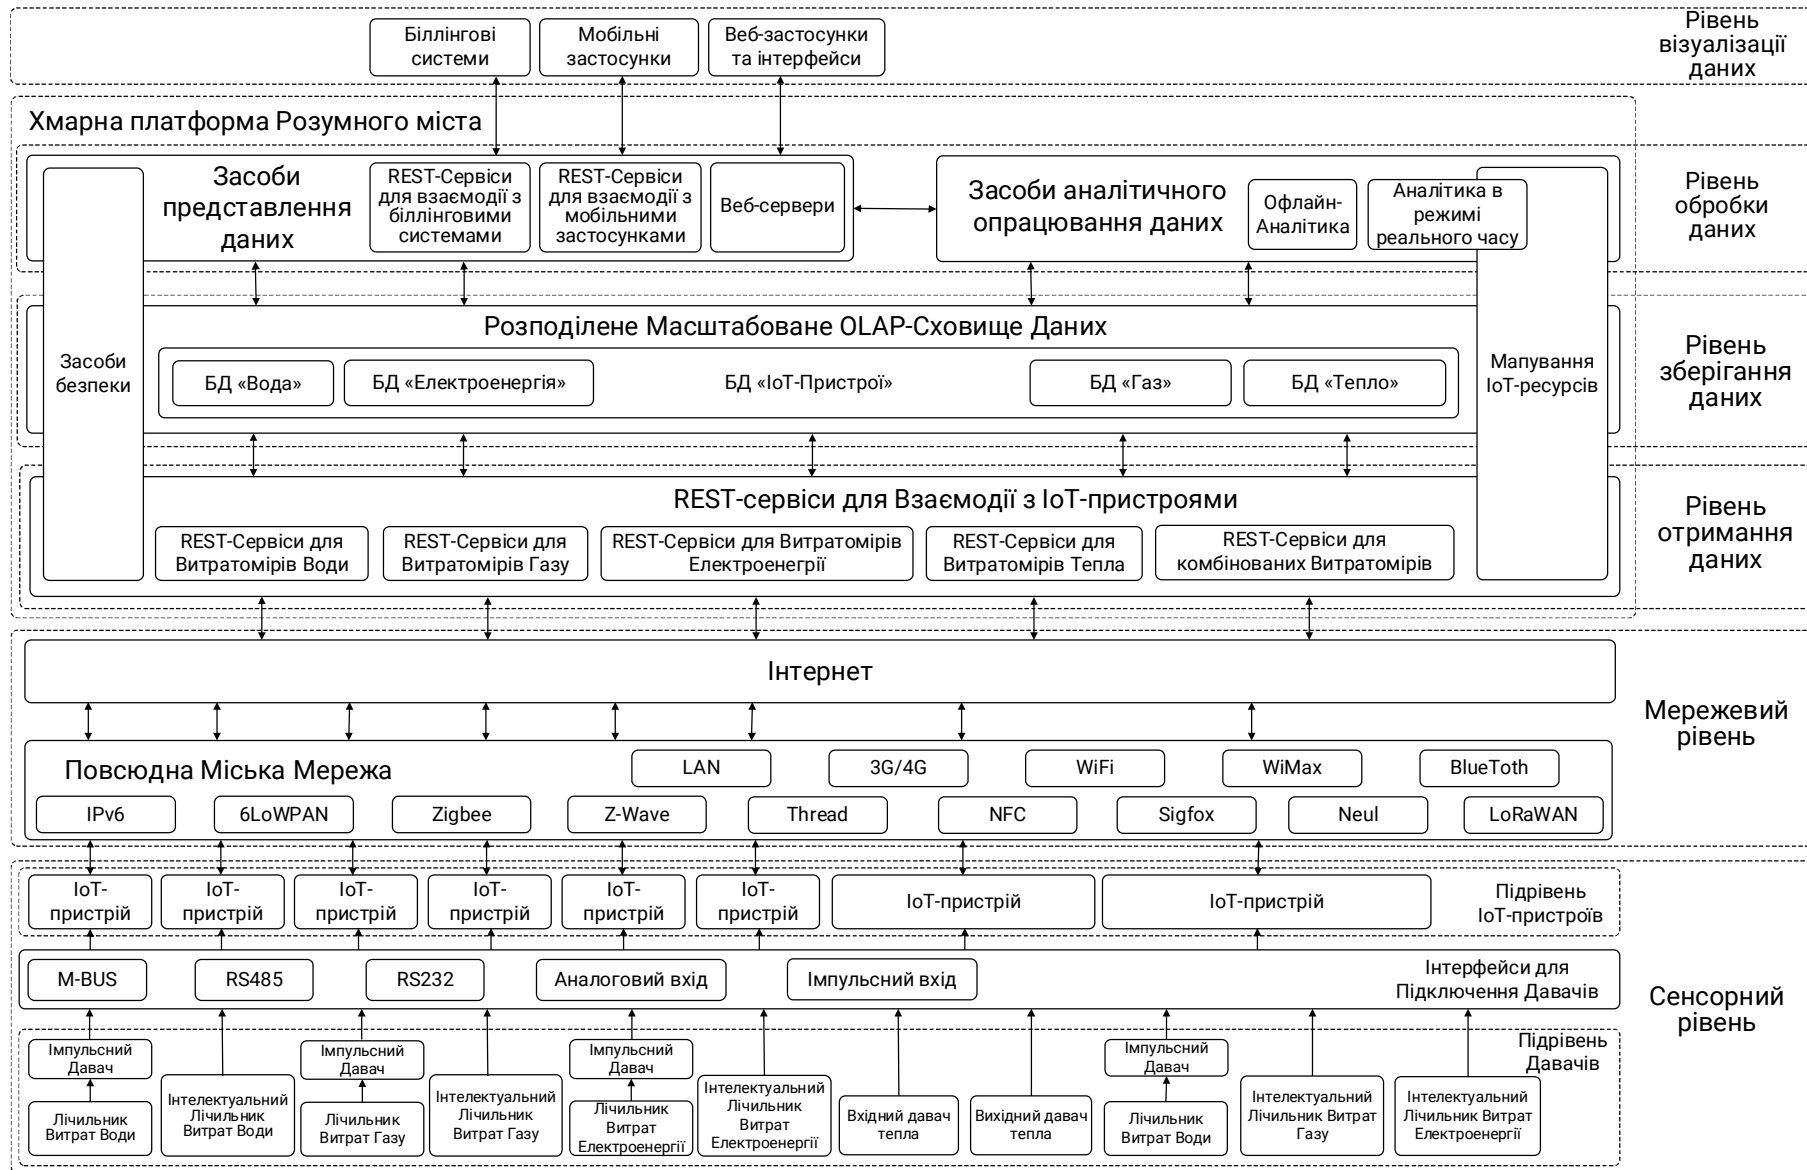 Біллінгові
системи
Мобільні
застосунки
Веб-застосунки
та інтерфейси
Рівень
візуалізації
даних
Хмарна платформа Розумного міста
Засоби
представлення
даних
REST-Сервіси
для взаємодії з
біллінговими
системами
REST-Сервіси
для взаємодії з
мобільними
застосунками
Веб-сервери
Засоби аналітичного
опрацювання даних
Офлайн-
Аналітика
Аналітика в
режимі
реального часу
Рівень
обробки
даних
Засоби
безпеки
Розподілене Масштабоване OLAP-Сховище Даних
БД «Вода»
БД «Електроенергія»
БД «IoT-Пристрої»
БД «Газ»
БД «Тепло»
Мапування
IoT-ресурсів
Рівень
зберігання
даних
REST-сервіси для Взаємодії з IoT-пристроями
REST-Сервіси для
Витратомірів Води
REST-Сервіси для
Витратомірів Газу
REST-Сервіси для Витратомірів
Електроенегрії
REST-Сервіси для
Витратомірів Тепла
REST-Сервіси для
комбінованих Витратомірів
Рівень
отримання
даних
Інтернет
Мережевий
рівень
Повсюдна Міська Мережа
LAN
3G/4G
WiFi
WiMax
BlueToth
IPv6
6LoWPAN
Zigbee
Z-Wave
Thread
NFC
Sigfox
Neul
LoRaWAN
IoT-
пристрій
IoT-
пристрій
IoT-
пристрій
IoT-
пристрій
IoT-
пристрій
IoT-
пристрій
IoT-пристрій
IoT-пристрій
Підрівень
IoT-пристроїв
M-BUS
RS485
RS232
Аналоговий вхід
Імпульсний вхід
Інтерфейси для
Підключення Давачів
Сенсорний
рівень
Підрівень
Давачів
Імпульсний
Давач
Лічильник
Витрат Води
Інтелектуальний
Лічильник
Витрат Води
Імпульсний
Давач
Лічильник
Витрат Газу
Інтелектуальний
Лічильник
Витрат Газу
Імпульсний
Давач
Лічильник
Витрат
Електроенергії
Інтелектуальний
Лічильник
Витрат
Електроенергії
Вхідний давач
тепла
Вихідний давач
тепла
Імпульсний
Давач
Лічильник
Витрат Води
Інтелектуальний
Лічильник Витрат
Газу
Інтелектуальний
Лічильник Витрат
Електроенергії